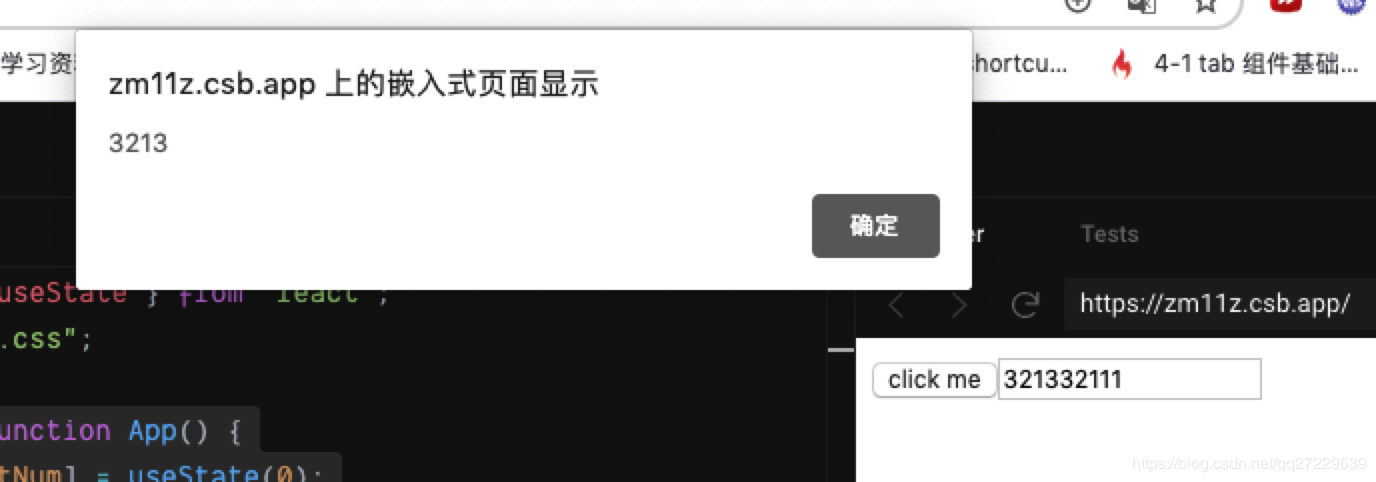 学习资
hortcu...
4-1 tab 组件基础...
zm11z.csb.app 上的嵌入式页面显示
3213
确定
er
Tests
useState } from "react";
https://zm11z.csb.app/
.css";
click me
321332111
unction App() {
tNum] = useState(0);
https://blog.csdn.net/qq27229639